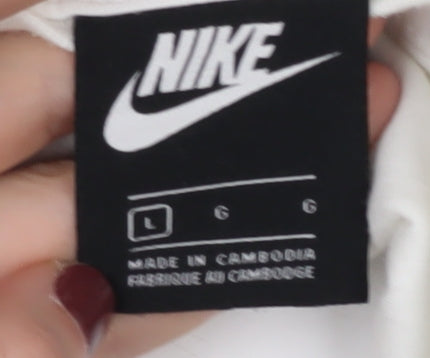 NIKE
L G G
MADE IN CAMBODIA
FABRIQUE AU CAMBODGE